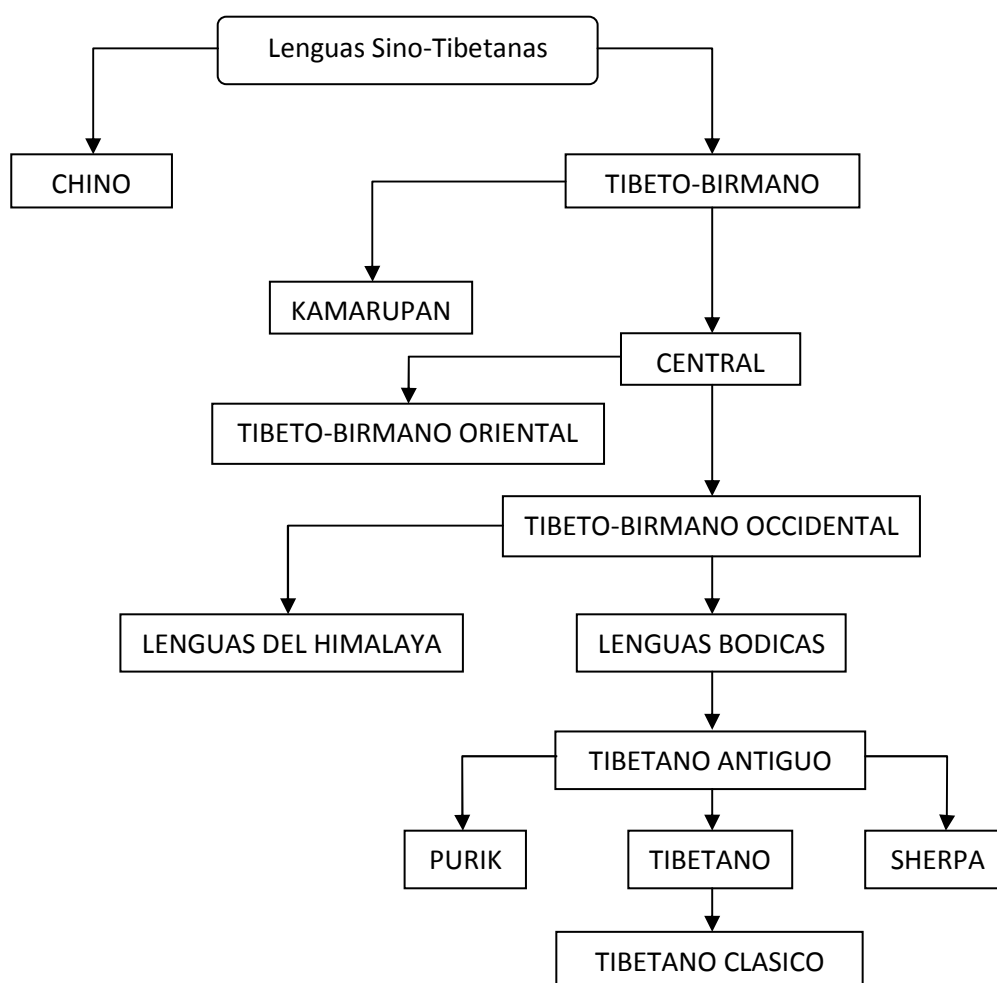 Lenguas Sino-Tibetanas
CHINO
TIBETO-BIRMANO
KAMARUPAN
CENTRAL
TIBETO-BIRMANO ORIENTAL
TIBETO-BIRMANO OCCIDENTAL
LENGUAS DEL HIMALAYA
LENGUAS BODICAS
TIBETANO ANTIGUO
PURIK
TIBETANO
SHERPA
TIBETANO CLASICO